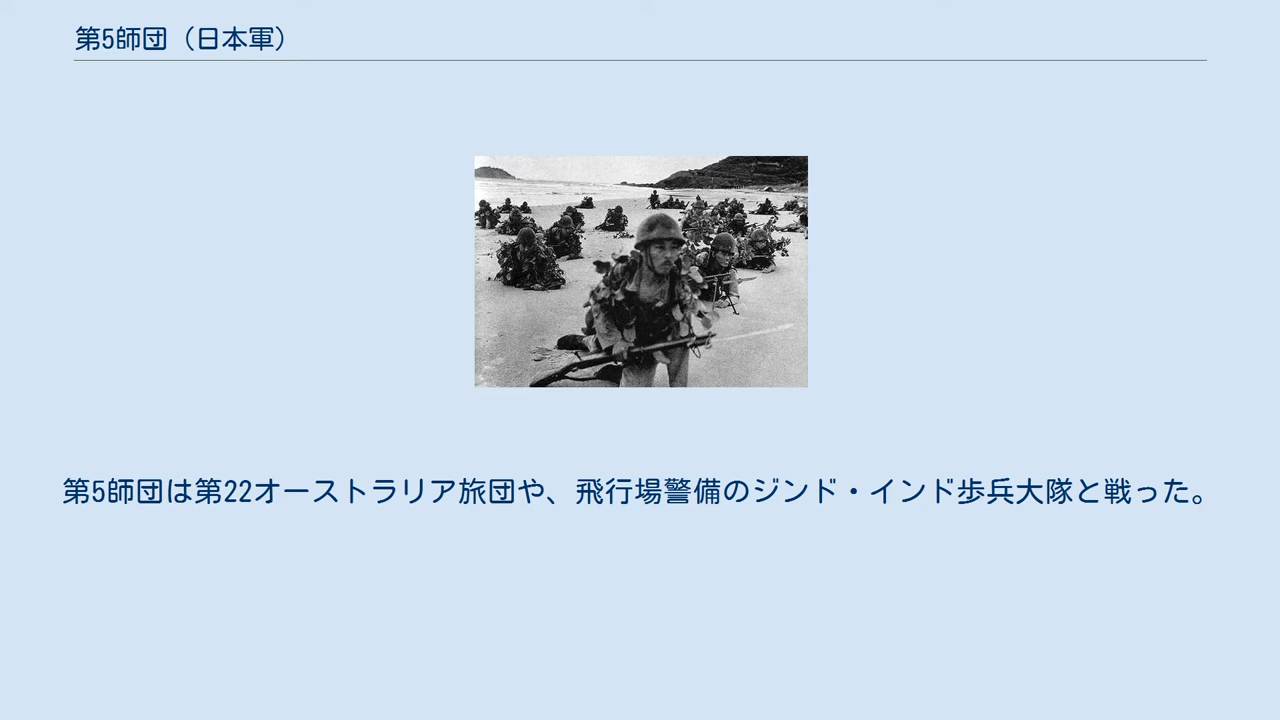 第5師団（日本軍）
第5師団は第22オーストラリア旅団や、飛行場警備のジンド・インド歩兵大隊と戦った。